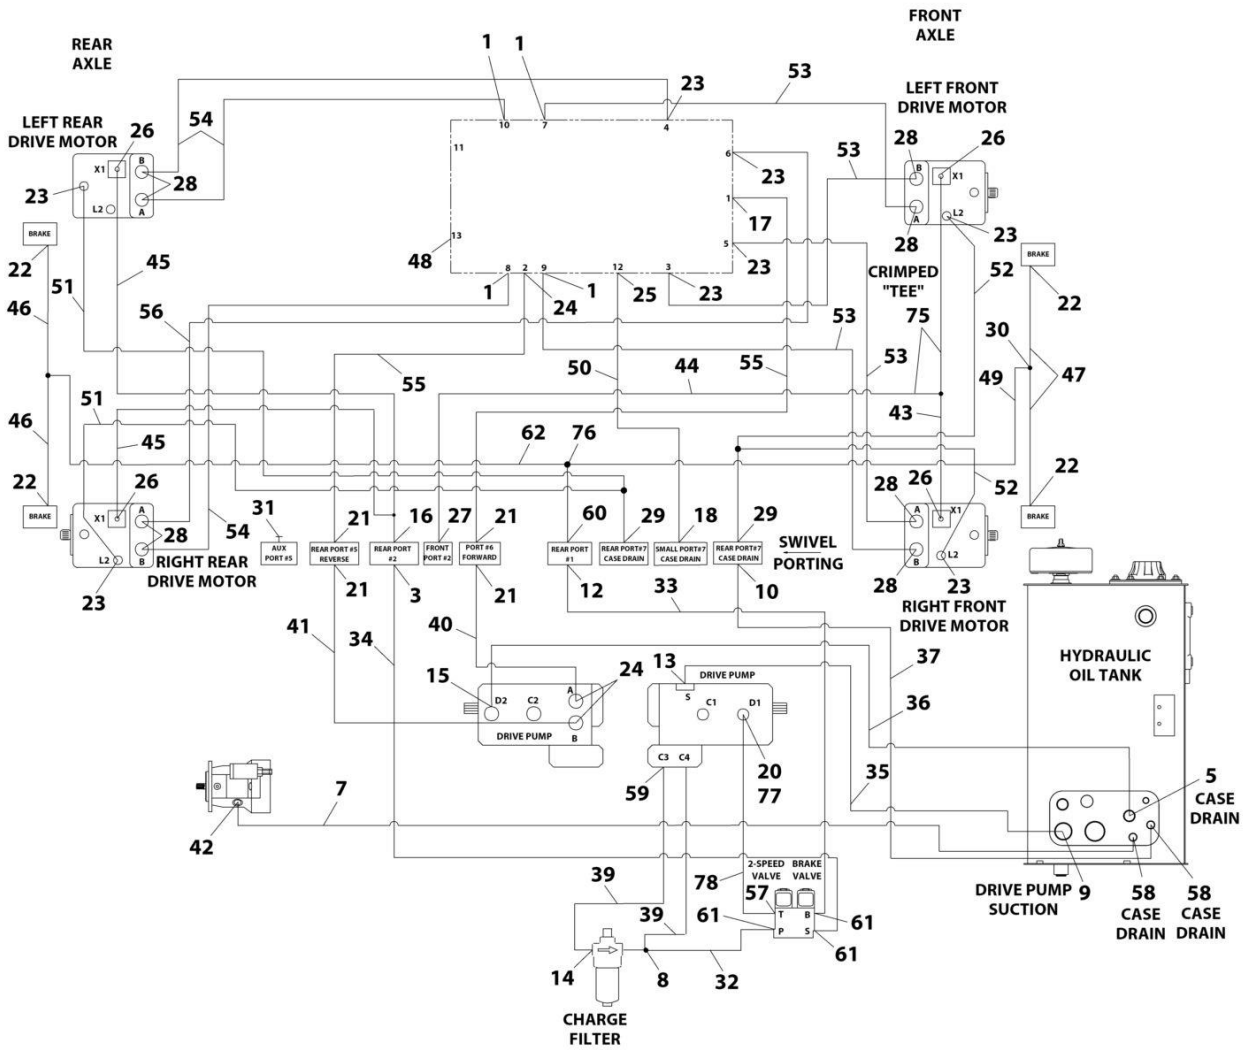 FRONT
AXLE
REAR
AXLE
1
1
23
53
LEFT FRONT
DRIVE MOTOR
LEFT REAR
DRIVE MOTOR
54
26
10
7
4
28
26
53
B
X1
A
28
23
L2
11
6
23
1
17
13
48
5
23
B
X1
A
L2
28
23
BRAKE
22
45
51
8
2
9
12
3
1
24
1
25
23
CRIMPED
"TEE"
52
BRAKE
22
46
56
53
75
30
55
50
44
55
53
49
47
51
43
46
45
62
76
22
26
52
22
BRAKE
X1
A
B
L2
28
54
31
21
16
27
21
60
29
18
29
28
26
A
X1
B
L2
BRAKE
AUX
PORT #5
REAR PORT #5
REVERSE
REAR PORT
#2
FRONT
PORT #2
PORT #6
FORWARD
REAR PORT
#1
REAR PORT#7
CASE DRAIN
SMALL PORT#7
CASE DRAIN
REAR PORT#7
CASE DRAIN
SWIVEL
PORTING
RIGHT REAR
DRIVE MOTOR
23
21
3
21
12
33
10
28
23
RIGHT FRONT
DRIVE MOTOR
41
34
40
37
HYDRAULIC
OIL TANK
15
24
13
DRIVE PUMP
36
D2
C2
A
B
DRIVE PUMP
S
C1
D1
C3
C4
59
20
77
35
5
CASE
DRAIN
7
42
39
78
2-SPEED
VALVE
BRAKE
VALVE
57
T
B
P
S
61
61
61
39
DRIVE PUMP
SUCTION
9
58
CASE
DRAIN
58
CASE
DRAIN
14
8
32
CHARGE
FILTER